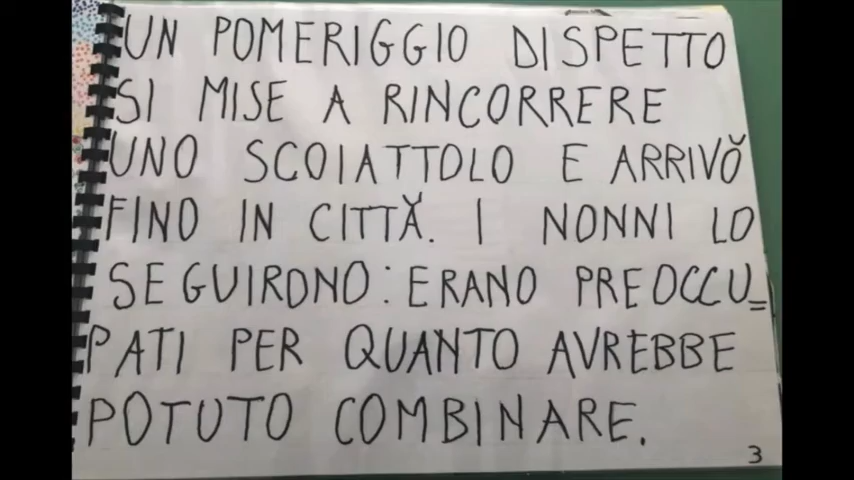 UN POMERIGGIO DISPETTO
SI MISE A RINCORRERE
UNO SCOIATTOLO E ARRIVÒ
FINO IN CITTÀ. I NONNI LO
SEGUIRONO: ERANO PREOCCU=
PATI PER QUANTO AVREBBE
POTUTO COMBINARE.
3